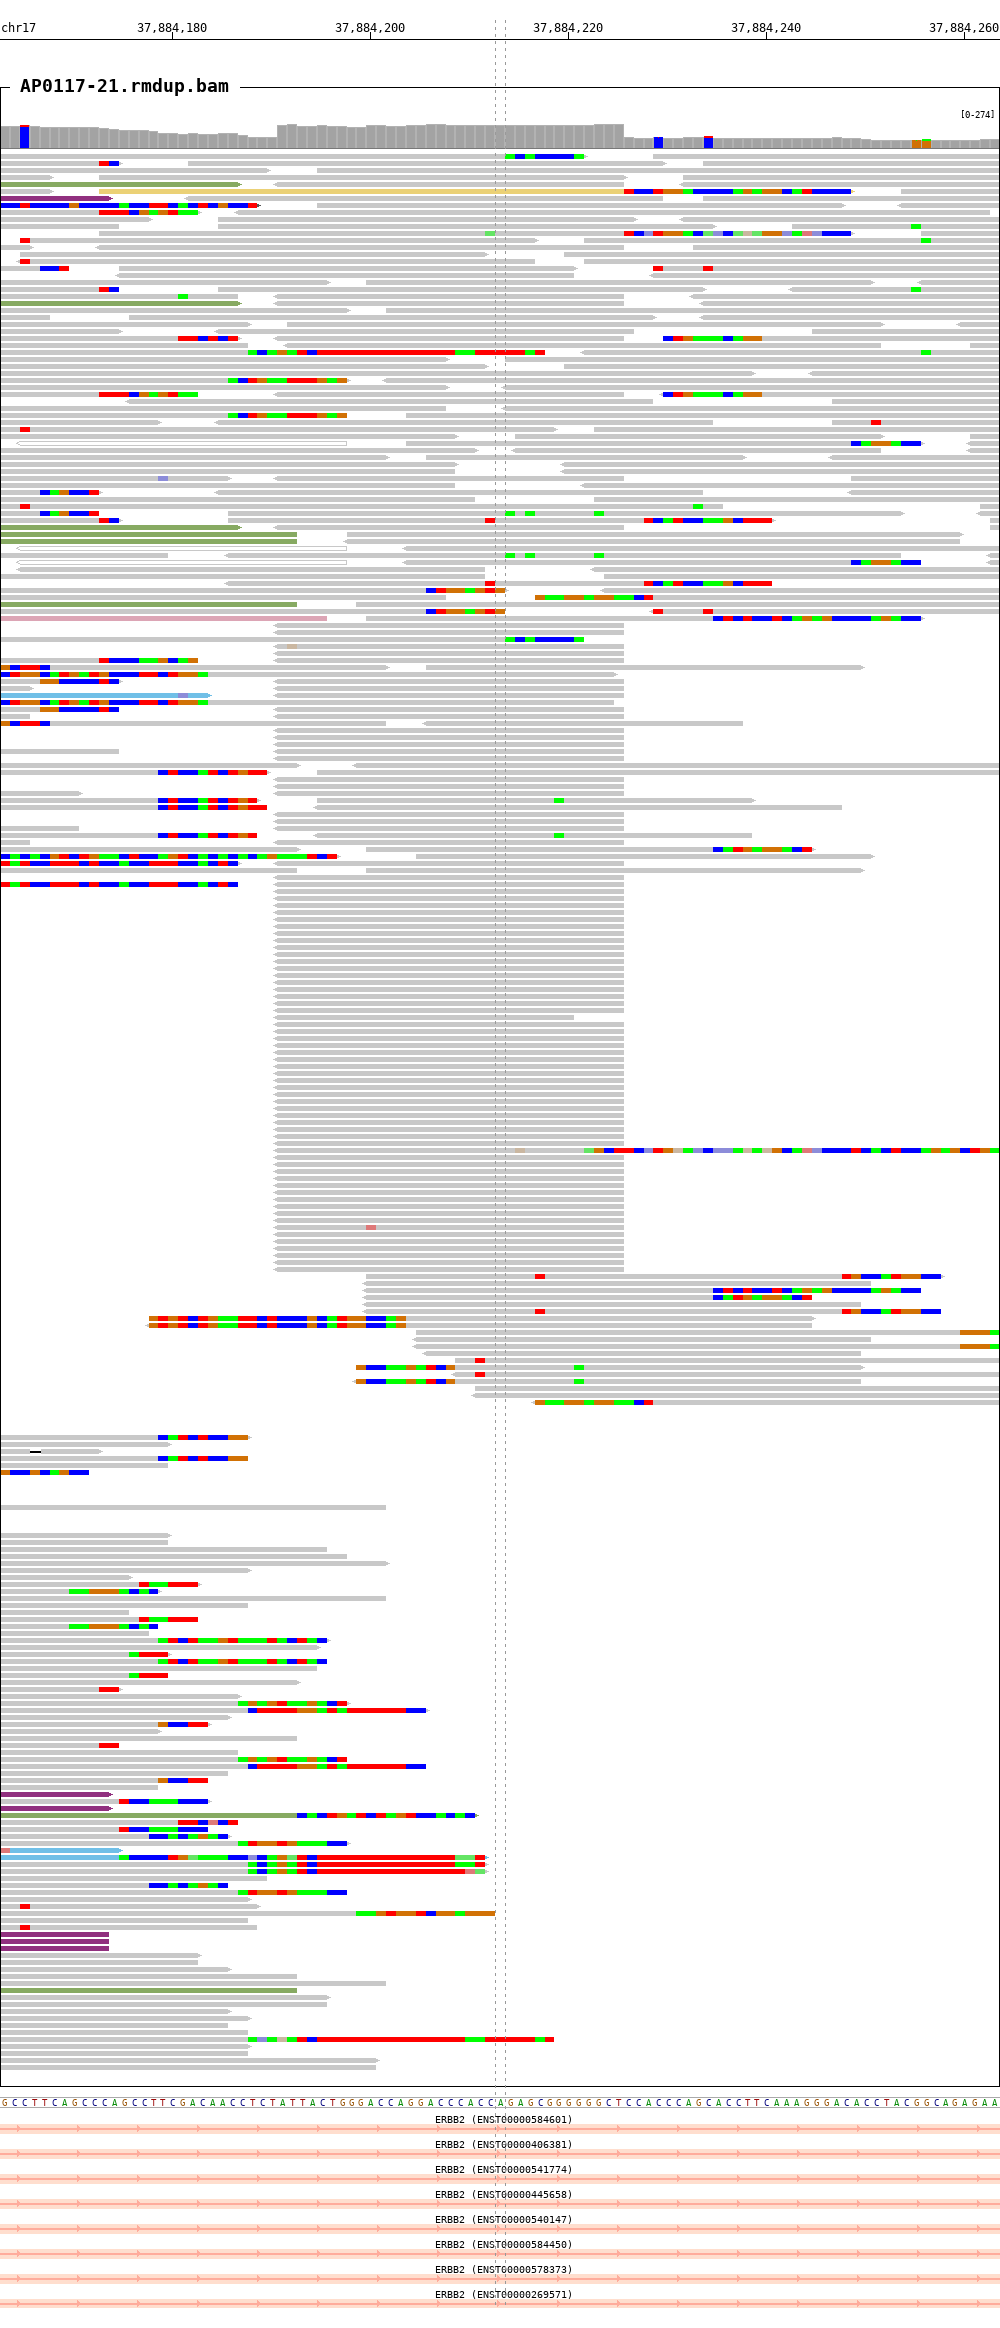 chr17 37,884,180 37,884,200 37,884,220 37,884,240 37,884,260
AP0117-21.rmdup.bam
[0-274]
GCCTTCAGCCCAGCCTTCGACAACCTCTATTACTGGGACCAGGACCCACCAGAGCGGGGGGCTCCACCCAGCACCTTCAAAGGGACACCTACGGCAGAGAA
ERBB2 (ENST00000584601)
ERBB2 (ENST00000406381)
ERBB2 (ENST00000541774)
ERBB2 (ENST00000445658)
ERBB2 (ENST00000540147)
ERBB2 (ENST00000584450)
ERBB2 (ENST00000578373)
ERBB2 (ENST00000269571)